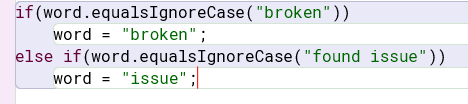 if(word.equalsIgnoreCase("broken"))
    word = "broken";
else if(word.equalsIgnoreCase("found issue"))
    word = "issue";